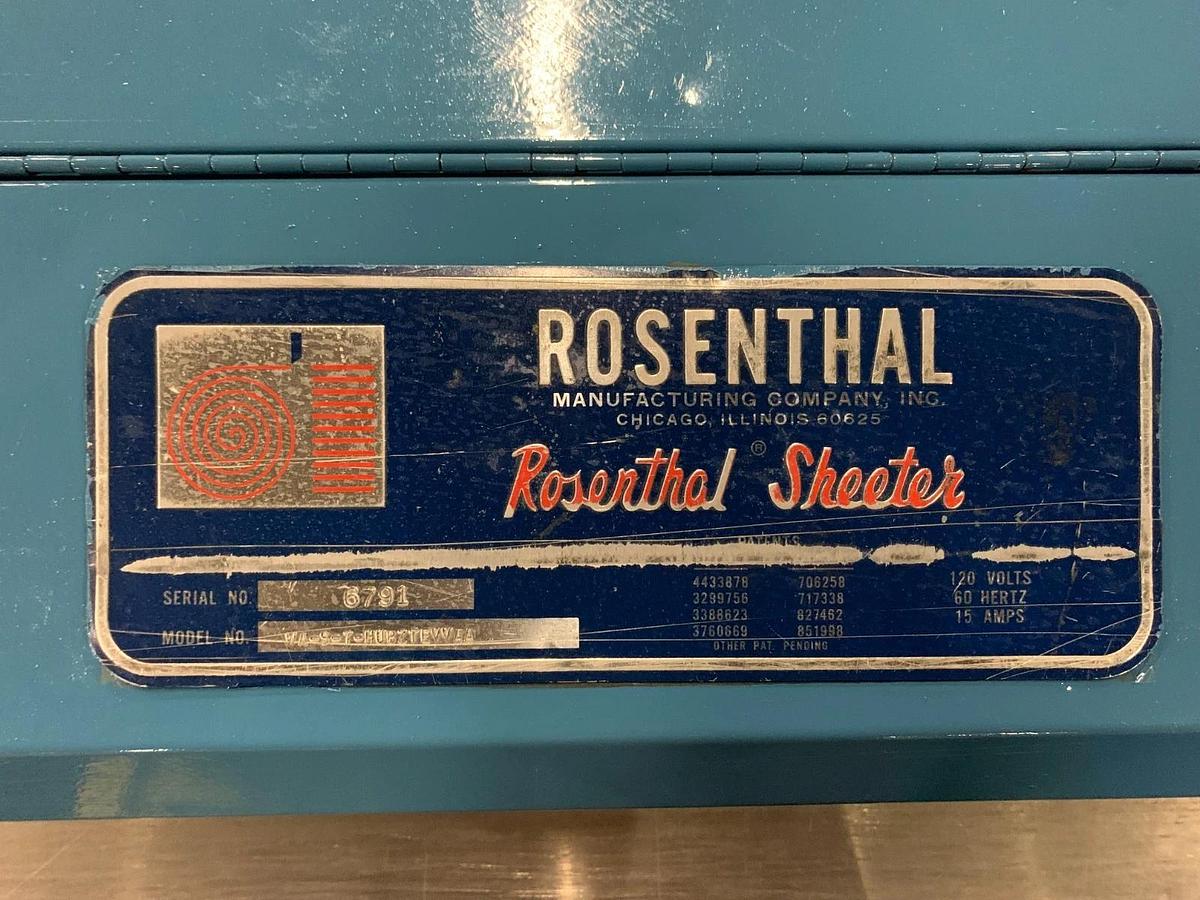 ROSENTHAL
MANUFACTURING COMPANY, INC.
CHICAGO, ILLINOIS 60625
Rosenthal® Sheeter
PATENTS
4433878 706258
3299756 717338
3388623 827462
3760669 851998
OTHER PAT. PENDING
120 VOLTS
60 HERTZ
15 AMPS
SERIAL NO. 6791
MODEL NO.